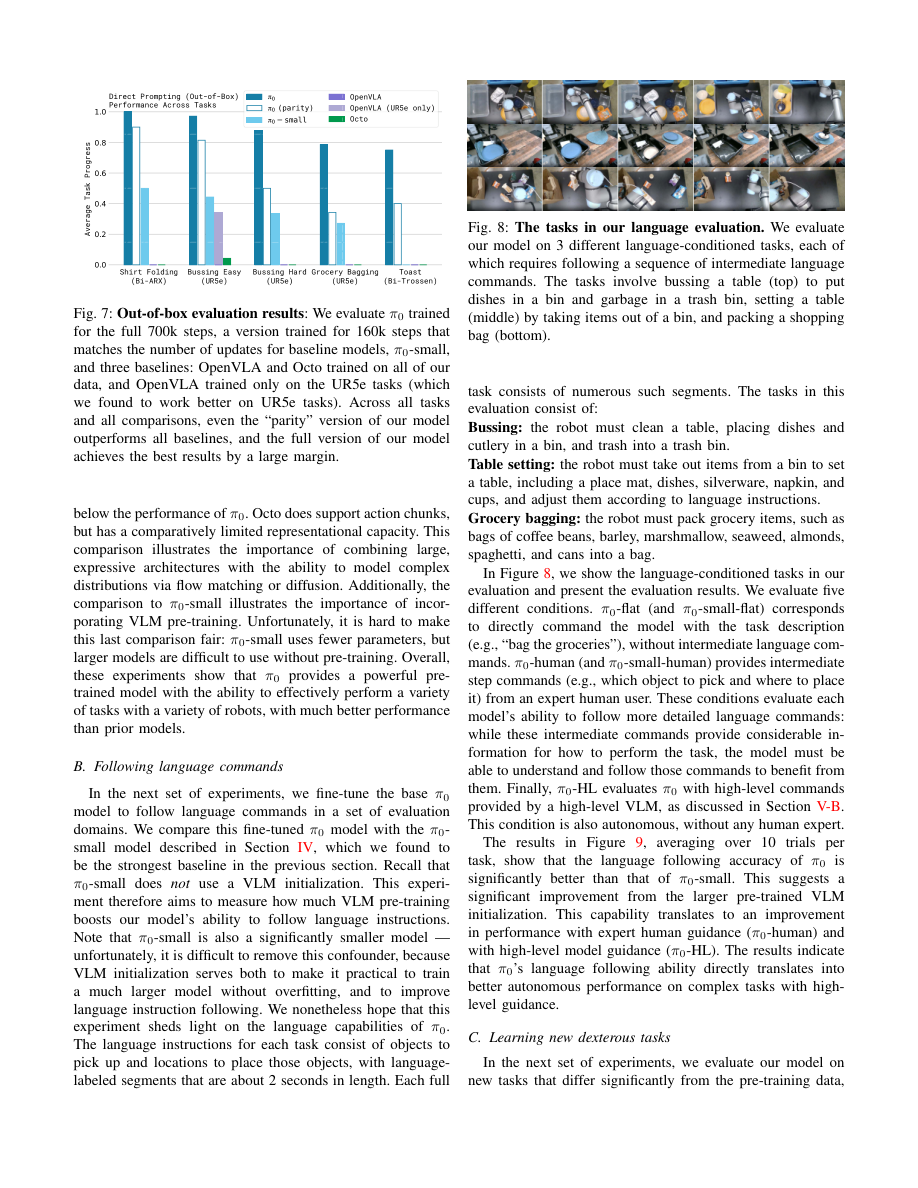 Direct Prompting (Out-of-Box)
Performance Across Tasks
π0
π0 (parity)
π0−small
OpenVLA
OpenVLA (UR5e only)
Octo
Average Task Progress
1.0
0.8
0.6
0.4
0.2
0.0
Shirt Folding
(Bi-ARX)
Bussing Easy
(UR5e)
Bussing Hard
(UR5e)
Grocery Bagging
(UR5e)
Toast
(Bi-Trossen)
Fig. 7: Out-of-box evaluation results: We evaluate π0 trained
for the full 700k steps, a version trained for 160k steps that
matches the number of updates for baseline models, π0-small,
and three baselines: OpenVLA and Octo trained on all of our
data, and OpenVLA trained only on the UR5e tasks (which
we found to work better on UR5e tasks). Across all tasks
and all comparisons, even the “parity” version of our model
outperforms all baselines, and the full version of our model
achieves the best results by a large margin.
below the performance of π0. Octo does support action chunks,
but has a comparatively limited representational capacity. This
comparison illustrates the importance of combining large,
expressive architectures with the ability to model complex
distributions via flow matching or diffusion. Additionally, the
comparison to π0-small illustrates the importance of incor-
porating VLM pre-training. Unfortunately, it is hard to make
this last comparison fair: π0-small uses fewer parameters, but
larger models are difficult to use without pre-training. Overall,
these experiments show that π0 provides a powerful pre-
trained model with the ability to effectively perform a variety
of tasks with a variety of robots, with much better performance
than prior models.
B. Following language commands
In the next set of experiments, we fine-tune the base π0
model to follow language commands in a set of evaluation
domains. We compare this fine-tuned π0 model with the π0-
small model described in Section IV, which we found to
be the strongest baseline in the previous section. Recall that
π0-small does not use a VLM initialization. This experi-
ment therefore aims to measure how much VLM pre-training
boosts our model’s ability to follow language instructions.
Note that π0-small is also a significantly smaller model —
unfortunately, it is difficult to remove this confounder, because
VLM initialization serves both to make it practical to train
a much larger model without overfitting, and to improve
language instruction following. We nonetheless hope that this
experiment sheds light on the language capabilities of π0.
The language instructions for each task consist of objects to
pick up and locations to place those objects, with language-
labeled segments that are about 2 seconds in length. Each full
Fig. 8: The tasks in our language evaluation. We evaluate
our model on 3 different language-conditioned tasks, each of
which requires following a sequence of intermediate language
commands. The tasks involve bussing a table (top) to put
dishes in a bin and garbage in a trash bin, setting a table
(middle) by taking items out of a bin, and packing a shopping
bag (bottom).
task consists of numerous such segments. The tasks in this
evaluation consist of:
Bussing: the robot must clean a table, placing dishes and
cutlery in a bin, and trash into a trash bin.
Table setting: the robot must take out items from a bin to set
a table, including a place mat, dishes, silverware, napkin, and
cups, and adjust them according to language instructions.
Grocery bagging: the robot must pack grocery items, such as
bags of coffee beans, barley, marshmallow, seaweed, almonds,
spaghetti, and cans into a bag.
In Figure 8, we show the language-conditioned tasks in our
evaluation and present the evaluation results. We evaluate five
different conditions. π0-flat (and π0-small-flat) corresponds
to directly command the model with the task description
(e.g., “bag the groceries”), without intermediate language com-
mands. π0-human (and π0-small-human) provides intermediate
step commands (e.g., which object to pick and where to place
it) from an expert human user. These conditions evaluate each
model’s ability to follow more detailed language commands:
while these intermediate commands provide considerable in-
formation for how to perform the task, the model must be
able to understand and follow those commands to benefit from
them. Finally, π0-HL evaluates π0 with high-level commands
provided by a high-level VLM, as discussed in Section V-B.
This condition is also autonomous, without any human expert.
The results in Figure 9, averaging over 10 trials per
task, show that the language following accuracy of π0 is
significantly better than that of π0-small. This suggests a
significant improvement from the larger pre-trained VLM
initialization. This capability translates to an improvement
in performance with expert human guidance (π0-human) and
with high-level model guidance (π0-HL). The results indicate
that π0’s language following ability directly translates into
better autonomous performance on complex tasks with high-
level guidance.
C. Learning new dexterous tasks
In the next set of experiments, we evaluate our model on
new tasks that differ significantly from the pre-training data,